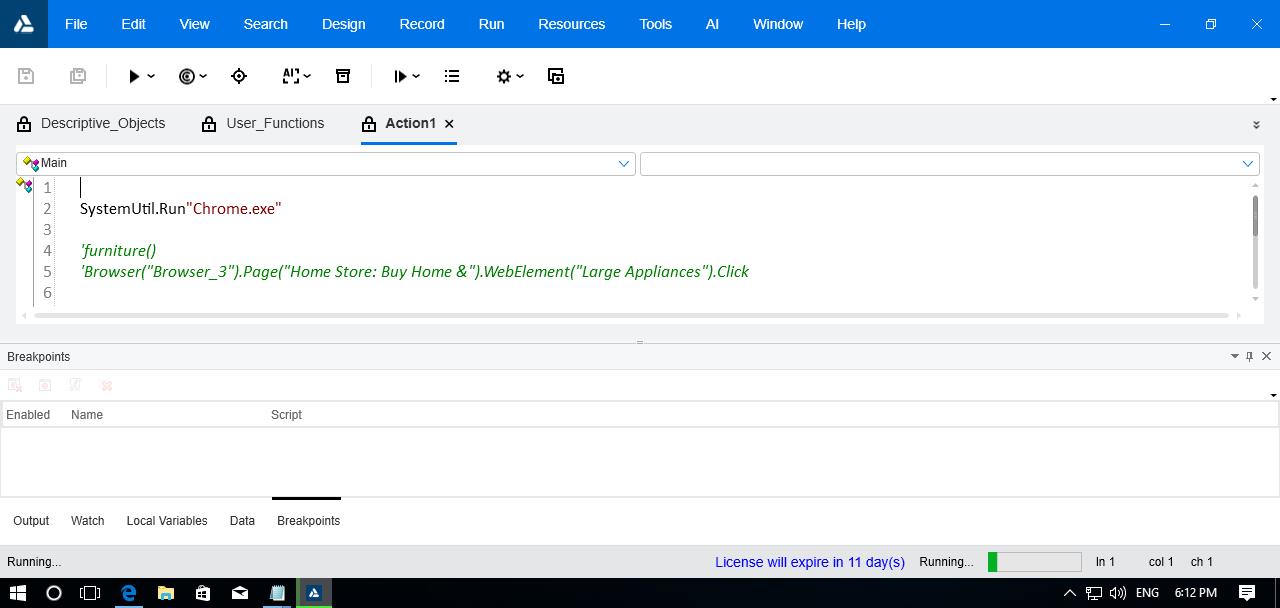 File Edit View Search Design Record Run Resources Tools AI Window Help
AI
Descriptive_Objects User_Functions Action1
Main
1
2 SystemUtil.Run"Chrome.exe"
3
4 'furniture()
5 'Browser("Browser_3").Page("Home Store: Buy Home &").WebElement("Large Appliances").Click
6
Breakpoints
Enabled Name Script
Output Watch Local Variables Data Breakpoints
Running... License will expire in 11 day(s) Running... ln 1 col 1 ch 1
ENG 6:12 PM